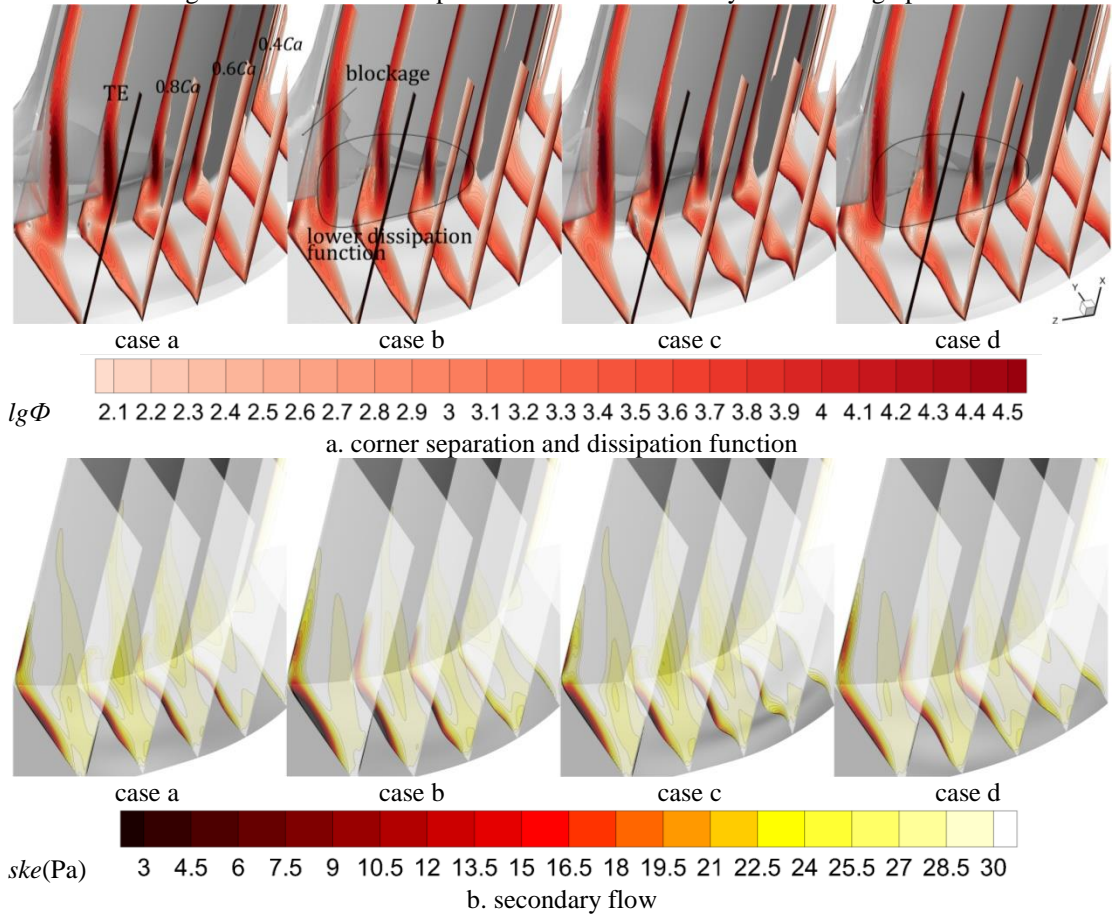 0.4Ca
0.6Ca
0.8Ca
TE
blockage
lower dissipation
function
Y
X
Z
case a case b case c case d
lgΦ 2.1 2.2 2.3 2.4 2.5 2.6 2.7 2.8 2.9 3 3.1 3.2 3.3 3.4 3.5 3.6 3.7 3.8 3.9 4 4.1 4.2 4.3 4.4 4.5
a. corner separation and dissipation function
case a case b case c case d
ske(Pa) 3 4.5 6 7.5 9 10.5 12 13.5 15 16.5 18 19.5 21 22.5 24 25.5 27 28.5 30
b. secondary flow